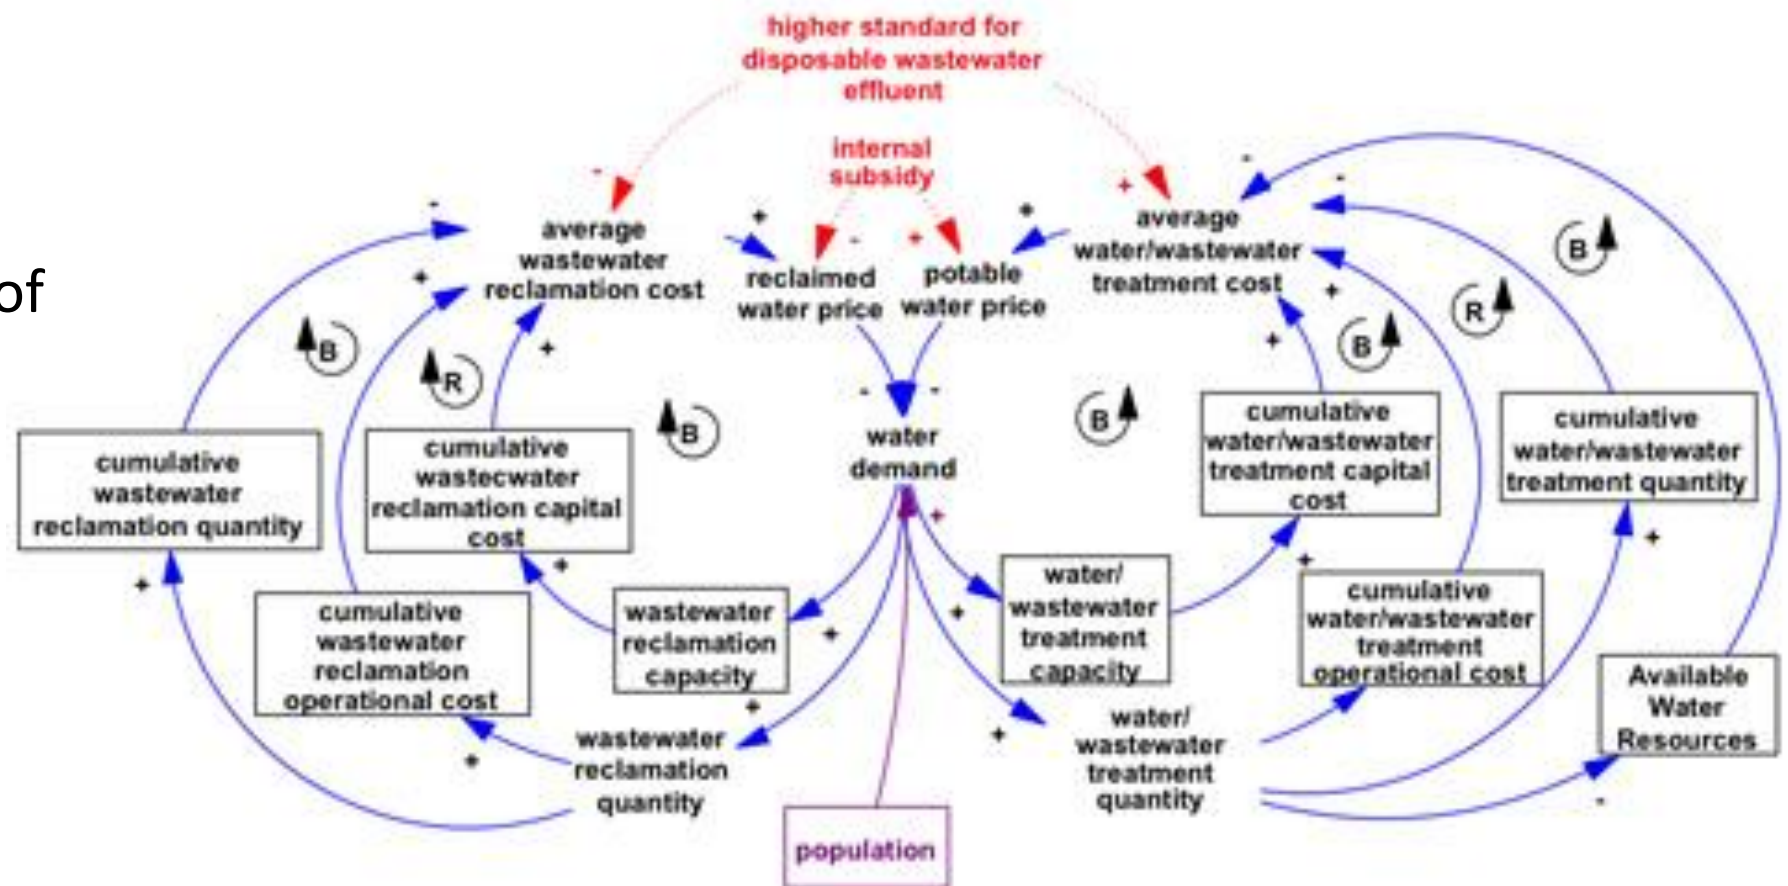 higher standard for
disposable wastewater
effluent
internal
subsidy
of
average
wastewater
reclamation cost
reclaimed
water price
potable
water price
average
water/wastewater
treatment cost
- + - + - + - + + - -
B
R
B
water
demand
B
B
R
B
cumulative
wastewater
reclamation quantity
cumulative
wastecwater
reclamation capital
cost
cumulative
wastewater
reclamation
operational cost
wastewater
reclamation
capacity
wastewater
reclamation
quantity
population
water/
wastewater
treatment
capacity
water/
wastewater
treatment
quantity
cumulative
water/wastewater
treatment capital
cost
cumulative
water/wastewater
treatment
operational cost
cumulative
water/wastewater
treatment quantity
Available
Water
Resources